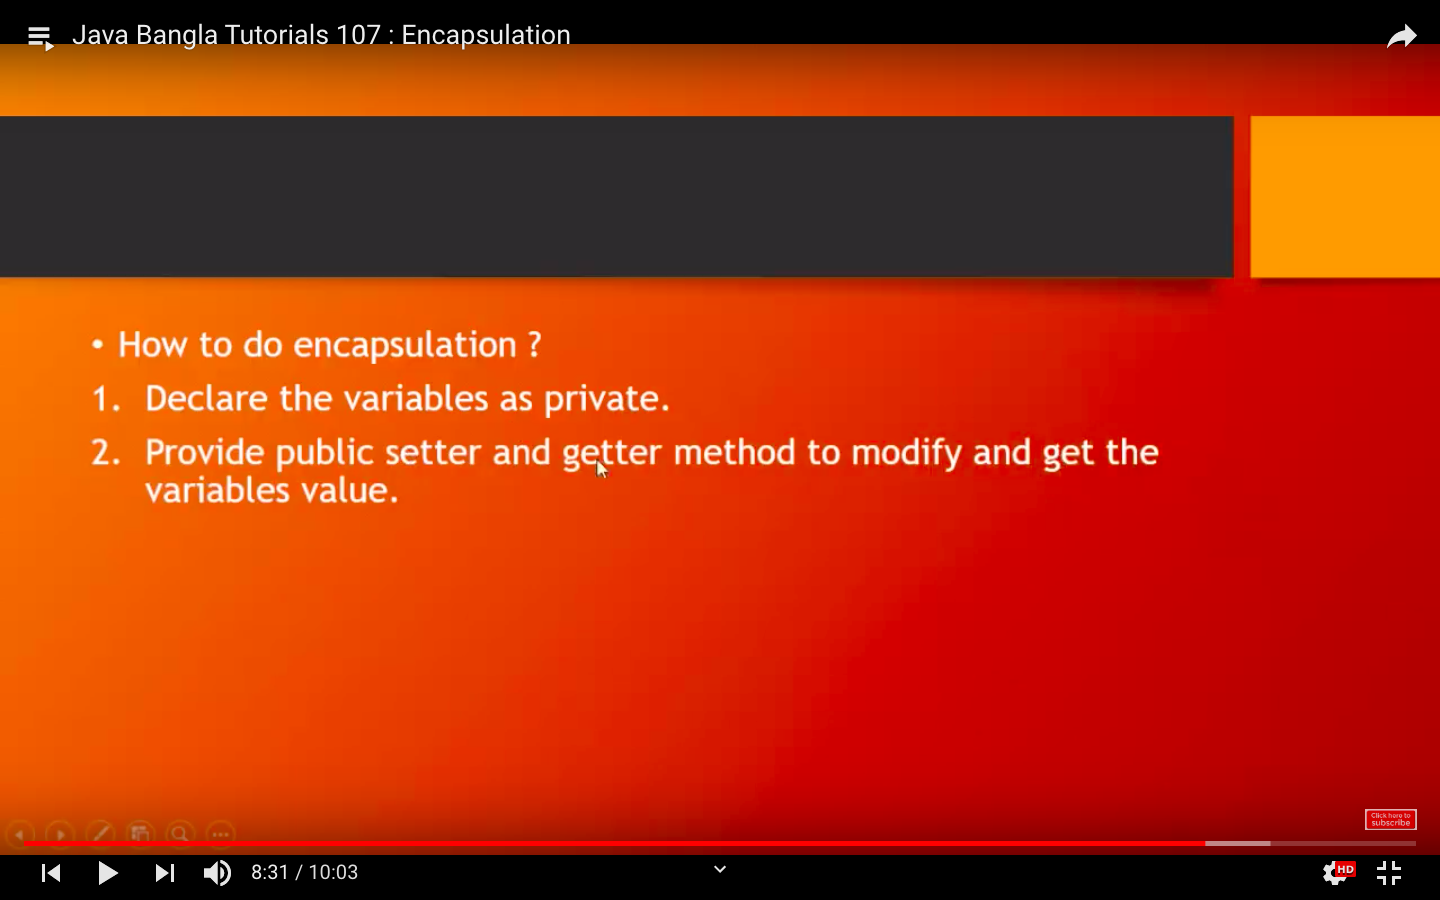 Java Bangla Tutorials 107 : Encapsulation
• How to do encapsulation ?
1. Declare the variables as private.
2. Provide public setter and getter method to modify and get the
variables value.
Click here to
subscribe
8:31 / 10:03
HD